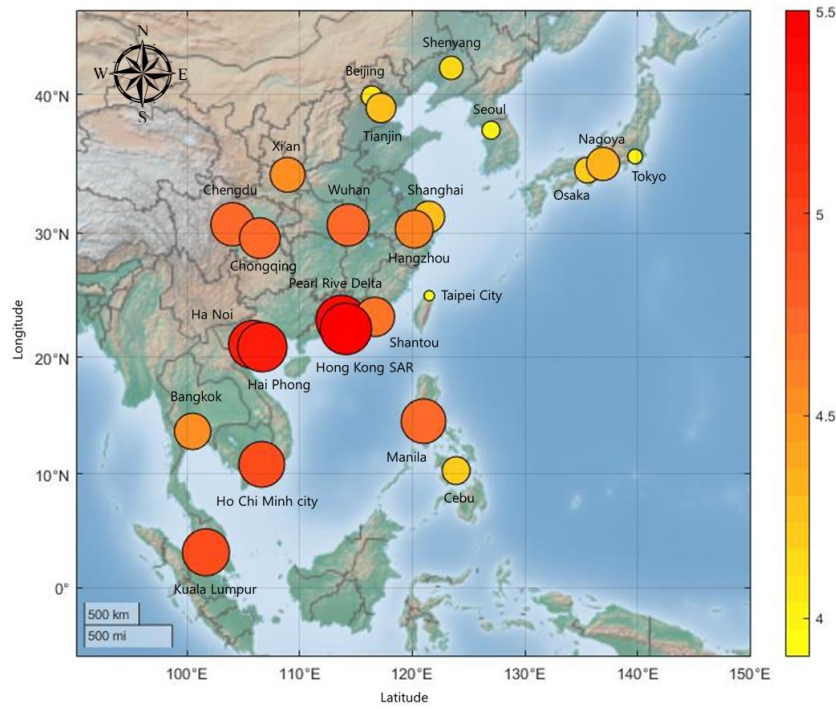 5.5
N
W E
S
Shenyang
Beijing
40°N
Seoul
Tianjin
Nagoya
Xi'an
Osaka
Tokyo
Chengdu
Wuhan
Shanghai
30°N
5
Chongqing
Hangzhou
Pearl Rive Delta
Taipei City
Ha Noi
Longitude
Shantou
20°N
Hong Kong SAR
Hai Phong
Bangkok
4.5
Manila
10°N
Cebu
Ho Chi Minh city
0°
Kuala Lumpur
500 km
500 mi
4
100°E 110°E 120°E 130°E 140°E 150°E
Latitude